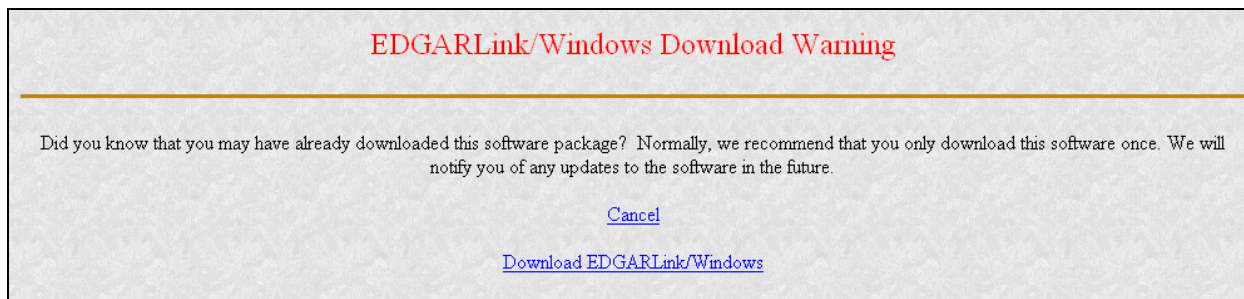 EDGARLink/Windows Download Warning
Did you know that you may have already downloaded this software package?  Normally, we recommend that you only download this software once. We will
notify you of any updates to the software in the future.
Cancel
Download EDGARLink/Windows